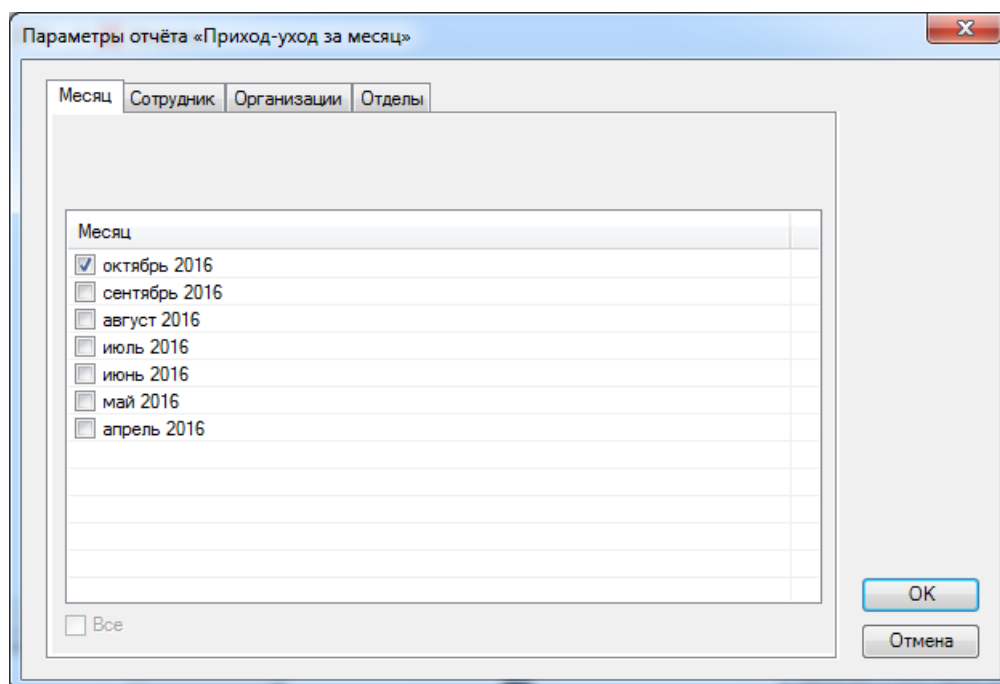 Параметры отчёта «Приход-уход за месяц»
Месяц Сотрудник Организации Отделы
Месяц
октябрь 2016
сентябрь 2016
август 2016
июль 2016
июнь 2016
май 2016
апрель 2016
Все
OK
Отмена